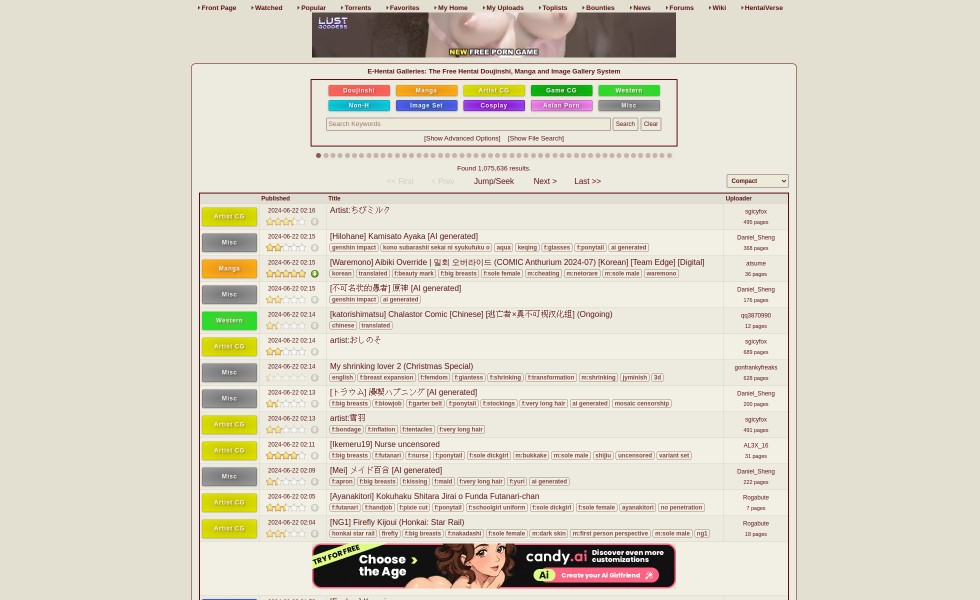 Front Page Watched Popular Torrents Favorites My Home My Uploads Toplists Bounties News Forums Wiki HentaiVerse
LUST GODDESS
NEW FREE PORN GAME
E-Hentai Galleries: The Free Hentai Doujinshi, Manga and Image Gallery System
Doujinshi Manga Artist CG Game CG Western
Non-H Image Set Cosplay Asian Porn Misc
Search Keywords Search Clear
[Show Advanced Options] [Show File Search]
Found 1,075,636 results.
<< First < Prev Jump/Seek Next > Last >> Compact
Published Title Uploader
Artist CG 2024-06-22 02:16 Artist:ちびミルク sgicyfox
495 pages
Misc 2024-06-22 02:15 [Hilohane] Kamisato Ayaka [AI generated] Daniel_Sheng
genshin impact kono subarashii sekai ni syukufuku o aqua keqing f:glasses f:ponytail ai generated 368 pages
Manga 2024-06-22 02:15 [Waremono] Aibiki Override | 밀회 오버라이드 (COMIC Anthurium 2024-07) [Korean] [Team Edge] [Digital] atsume
korean translated f:beauty mark f:big breasts f:sole female m:cheating m:netorare m:sole male waremono 36 pages
Misc 2024-06-22 02:15 [不可名状的愚者] 原神 [AI generated] Daniel_Sheng
genshin impact ai generated 176 pages
Western 2024-06-22 02:14 [katorishimatsu] Chalastor Comic [Chinese] [逃亡者×真不可视汉化组] (Ongoing) qq3870990
chinese translated 12 pages
Artist CG 2024-06-22 02:14 artist:おしのそ sgicyfox
689 pages
Misc 2024-06-22 02:14 My shrinking lover 2 (Christmas Special) gonfrankyfreaks
english f:breast expansion f:femdom f:giantess f:shrinking f:transformation m:shrinking jyminish 3d 628 pages
Misc 2024-06-22 02:13 [トラウム] ハプニング [AI generated] Daniel_Sheng
f:big breasts f:blowjob f:garter belt f:ponytail f:stockings f:very long hair ai generated mosaic censorship 200 pages
Artist CG 2024-06-22 02:13 artist:雪羽 sgicyfox
f:bondage f:inflation f:tentacles f:very long hair 491 pages
Artist CG 2024-06-22 02:11 [Ikemeru19] Nurse uncensored AL3X_16
f:big breasts f:futanari f:nurse f:ponytail f:sole dickgirl m:bukkake m:sole male shijiu uncensored variant set 31 pages
Misc 2024-06-22 02:09 [Mei] メイド百合 [AI generated] Daniel_Sheng
f:apron f:big breasts f:kissing f:maid f:very long hair f:yuri ai generated 222 pages
Artist CG 2024-06-22 02:05 [Ayanakitori] Kokuhaku Shitara Jirai o Funda Futanari-chan Rogabute
f:futanari f:handjob f:pixie cut f:ponytail f:schoolgirl uniform f:sole dickgirl f:sole female ayanakitori no penetration 7 pages
Artist CG 2024-06-22 02:04 [NG1] Firefly Kijoui (Honkai: Star Rail) Rogabute
honkai star rail firefly f:big breasts f:nakadashi f:sole female m:dark skin m:first person perspective m:sole male ng1 18 pages
TRY FOR FREE Choose the Age candy.ai Discover even more customizations
Ai Create your AI Girlfriend